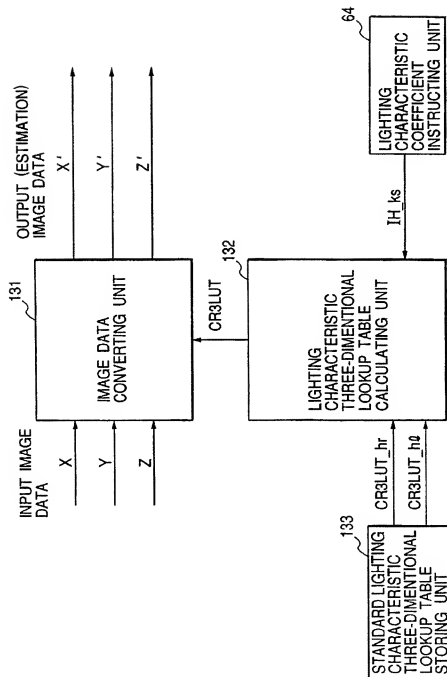 INPUT IMAGE
DATA
X
Y
Z
131
IMAGE DATA
CONVERTING UNIT
OUTPUT (ESTIMATION)
IMAGE DATA
X'
Y'
Z'
CR3LUT
132
LIGHTING
CHARACTERISTIC
THREE-DIMENTIONAL
LOOKUP TABLE
CALCULATING UNIT
IH_ks
64
LIGHTING
CHARACTERISTIC
COEFFICIENT
INSTRUCTING UNIT
CR3LUT_hr
CR3LUT_hℓ
133
STANDARD LIGHTING
CHARACTERISTIC
THREE-DIMENTIONAL
LOOKUP TABLE
STORING UNIT